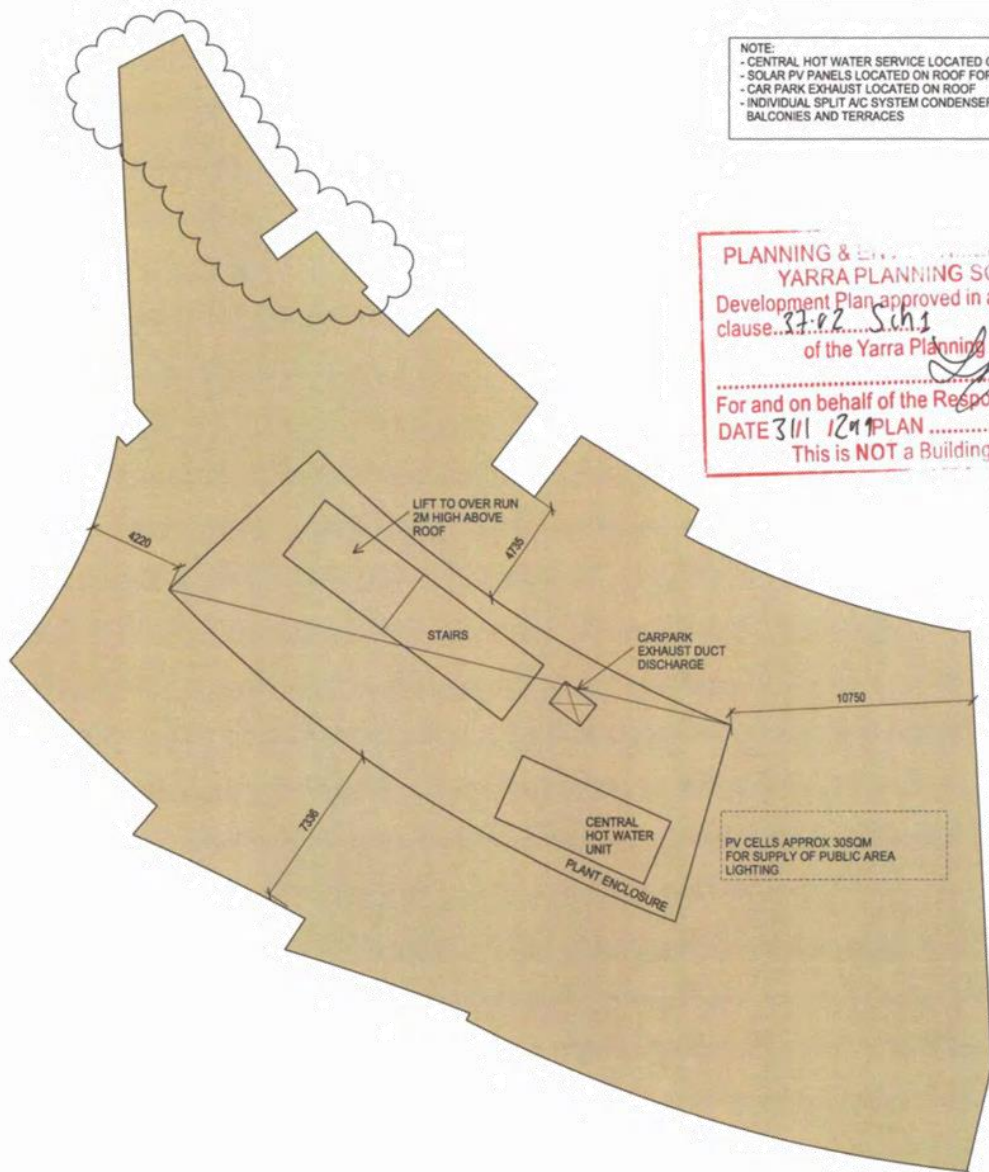 NOTE:
- CENTRAL HOT WATER SERVICE LOCATED
- SOLAR PV PANELS LOCATED ON ROOF FOR
- CAR PARK EXHAUST LOCATED ON ROOF
- INDIVIDUAL SPLIT A/C SYSTEM CONDENSER
BALCONIES AND TERRACES
PLANNING &
YARRA PLANNING
Development Plan approved in
clause..37.02 Sch1
of the Yarra Planning
For and on behalf of the
DATE PLAN ..........
This is NOT a Building
LIFT TO OVER RUN
2M HIGH ABOVE
ROOF
4220
4735
STAIRS
CARPARK
EXHAUST DUCT
DISCHARGE
10750
7336
CENTRAL
HOT WATER
UNIT
PLANT ENCLOSURE
PV CELLS APPROX 30SQM
FOR SUPPLY OF PUBLIC AREA
LIGHTING